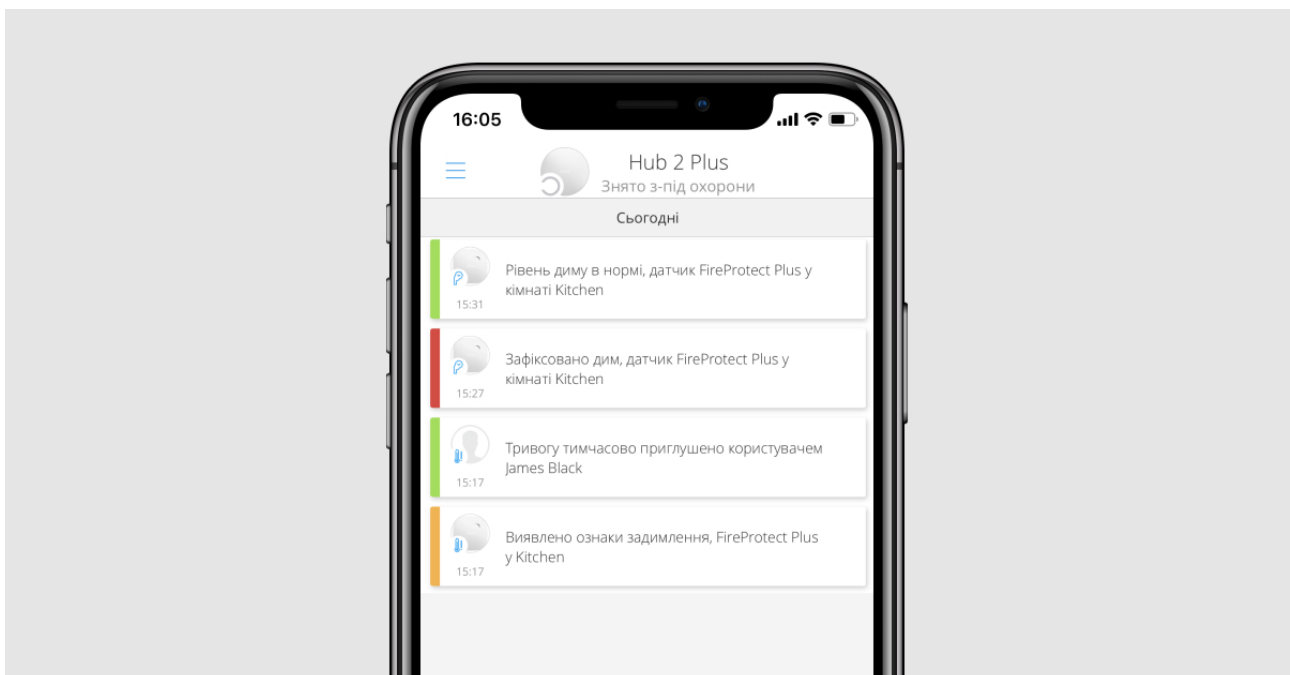 16:05
Hub 2 Plus
Знято з-під охорони
Сьогодні
Рівень диму в нормі, датчик FireProtect Plus у
кімнаті Kitchen
15:31
Зафіксовано дим, датчик FireProtect Plus у
кімнаті Kitchen
15:27
Тривогу тимчасово приглушено користувачем
James Black
15:17
Виявлено ознаки задимлення, FireProtect Plus
у Kitchen
15:17